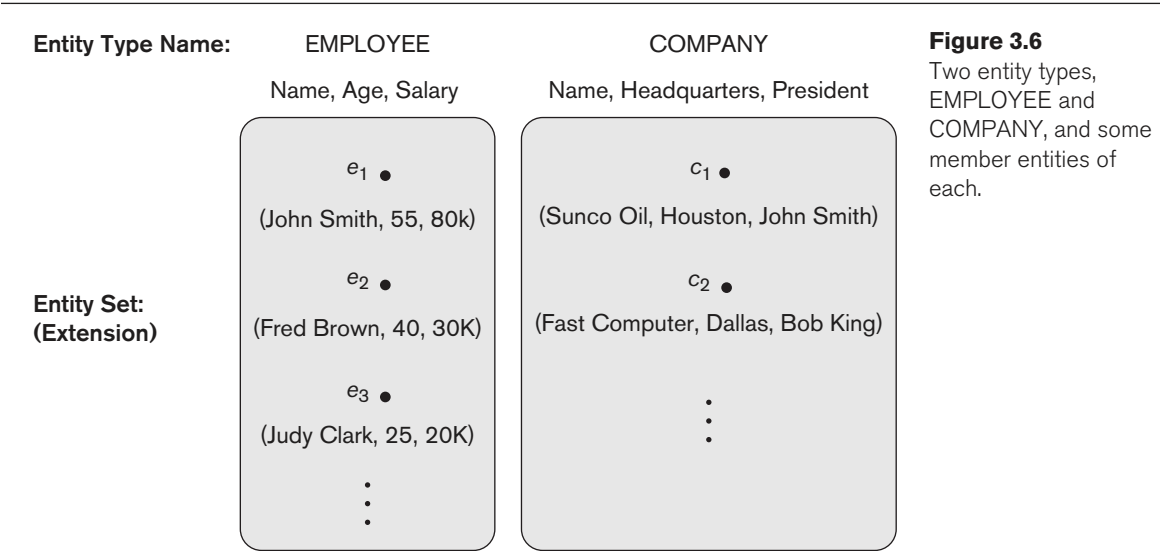 Entity Type Name: EMPLOYEE COMPANY
Name, Age, Salary Name, Headquarters, President
e1 • c1 •
(John Smith, 55, 80k) (Sunco Oil, Houston, John Smith)
e2 • c2 •
Entity Set:
(Extension)
(Fred Brown, 40, 30K) (Fast Computer, Dallas, Bob King)
e3 •
(Judy Clark, 25, 20K)
Figure 3.6
Two entity types,
EMPLOYEE and
COMPANY, and some
member entities of
each.